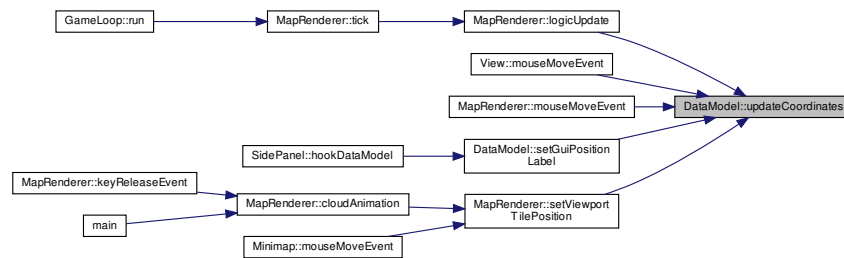 GameLoop::run
MapRenderer::tick
MapRenderer::logicUpdate
View::mouseMoveEvent
MapRenderer::mouseMoveEvent
DataModel::updateCoordinates
SidePanel::hookDataModel
DataModel::setGuiPosition
Label
MapRenderer::keyReleaseEvent
main
MapRenderer::cloudAnimation
MapRenderer::setViewport
TilePosition
Minimap::mouseMoveEvent